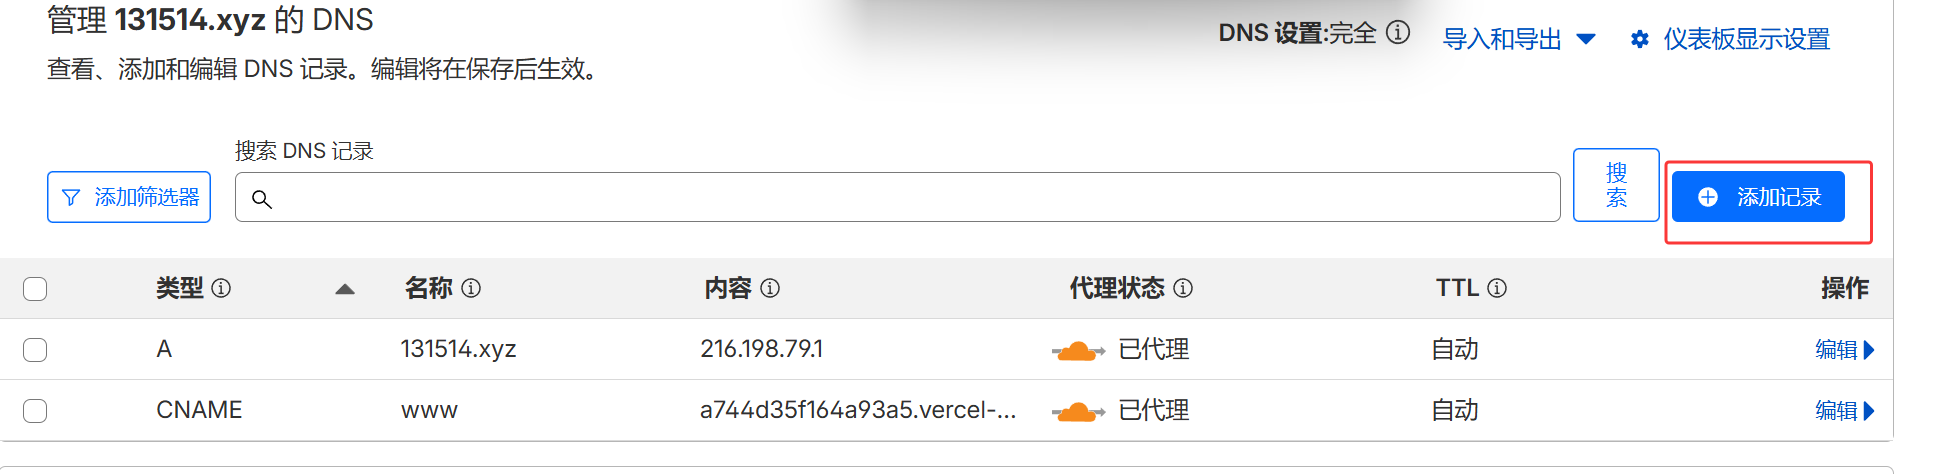 管理 131514.xyz 的 DNS
DNS 设置:完全
导入和导出
仪表板显示设置
查看、添加和编辑 DNS 记录。编辑将在保存后生效。
搜索 DNS 记录
添加筛选器
搜
索
添加记录
类型 名称 内容 代理状态 TTL 操作
A 131514.xyz 216.198.79.1 已代理 自动 编辑
CNAME www a744d35f164a93a5.vercel-... 已代理 自动 编辑